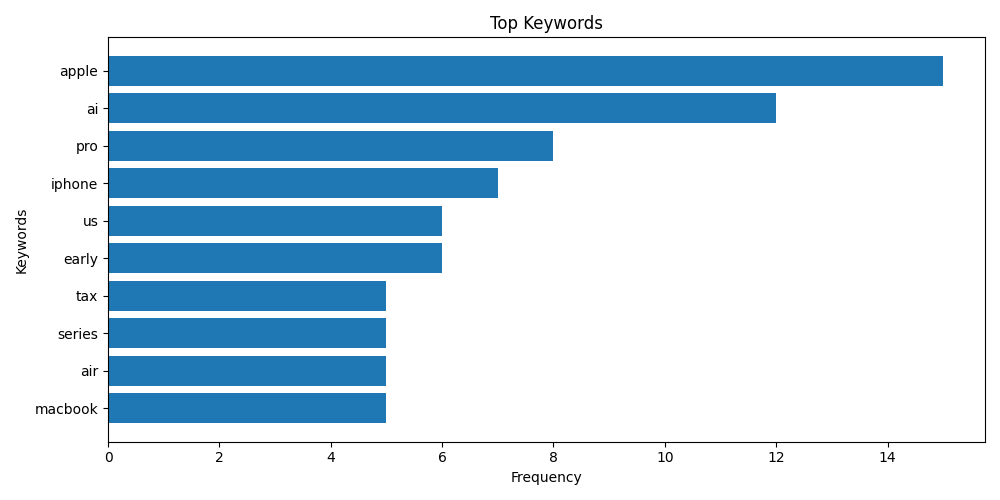 Top Keywords
apple
ai
pro
iphone
us
early
tax
series
air
macbook
Keywords
0 2 4 6 8 10 12 14
Frequency